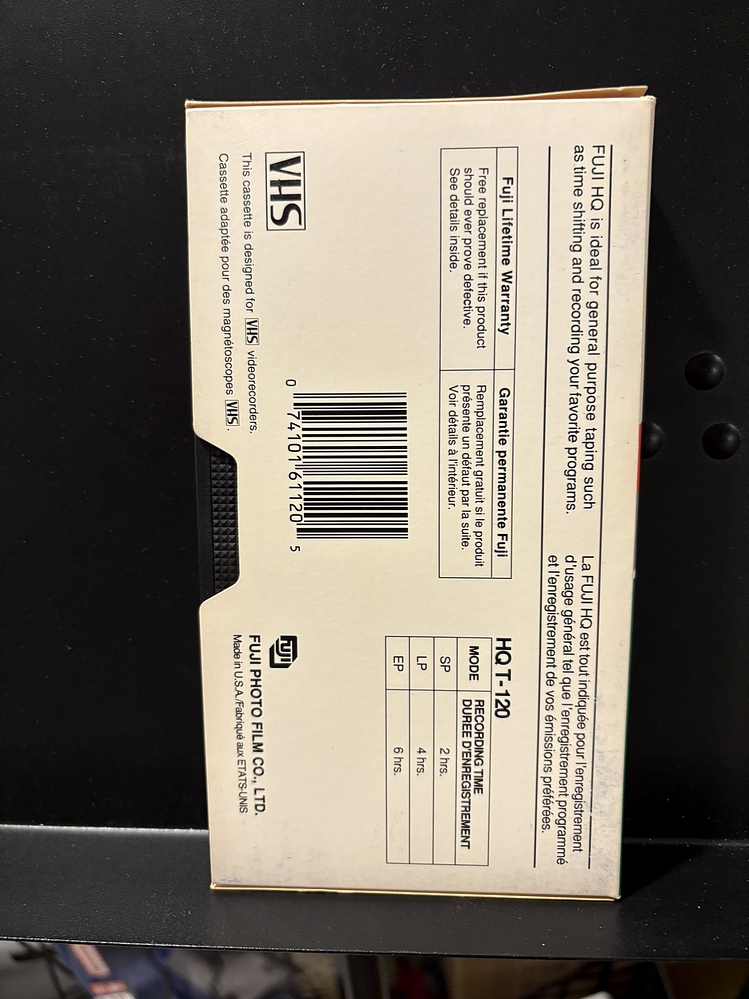 FUJI HQ is ideal for general purpose taping such
as time shifting and recording your favorite programs.
La FUJI HQ est tout indiquée pour l'enregistrement
d'usage général tel que l'enregistrement programmé
et l'enregistrement de vos émissions préférées.
Fuji Lifetime Warranty
Free replacement if this product
should ever prove defective.
See details inside.
Garantie permanente Fuji
Remplacement gratuit si le produit
présente un défaut par la suite.
Voir détails à l'intérieur.
HQ T-120
MODE
RECORDING TIME
DUREE D'ENREGISTREMENT
SP 2 hrs.
LP 4 hrs.
EP 6 hrs.
VHS
This cassette is designed for VHS videorecorders.
Cassette adaptée pour des magnétoscopes VHS.
0 74101 61120 5
FUJI
FUJI PHOTO FILM CO., LTD.
Made in U.S.A./Fabriqué aux ETATS-UNIS